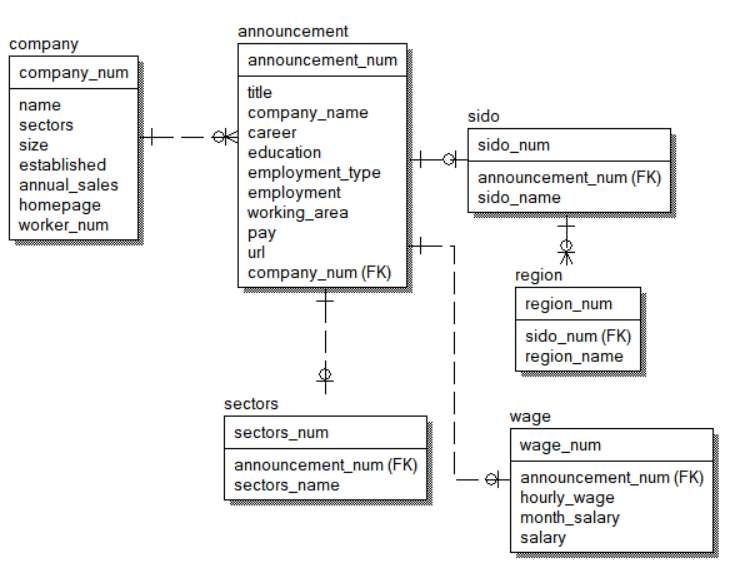 company
company_num
name
sectors
size
established
annual_sales
homepage
worker_num
announcement
announcement_num
title
company_name
career
education
employment_type
employment
working_area
pay
url
company_num (FK)
sido
sido_num
announcement_num (FK)
sido_name
region
region_num
sido_num (FK)
region_name
sectors
sectors_num
announcement_num (FK)
sectors_name
wage
wage_num
announcement_num (FK)
hourly_wage
month_salary
salary